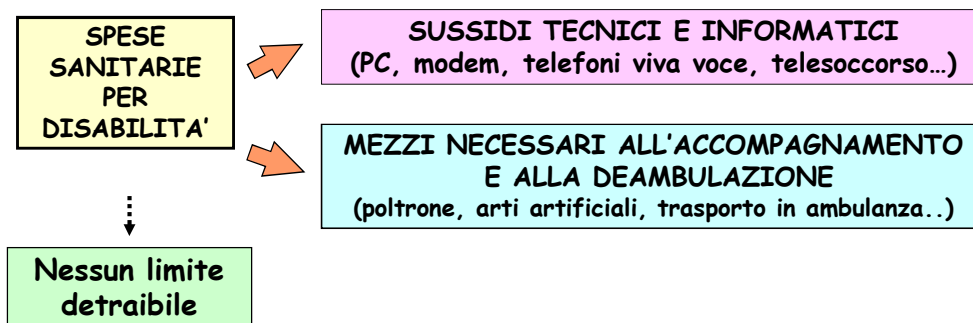 SPESE
SANITARIE
PER
DISABILITA'
SUSSIDI TECNICI E INFORMATICI
(PC, modem, telefoni viva voce, telesoccorso…)
MEZZI NECESSARI ALL'ACCOMPAGNAMENTO
E ALLA DEAMBULAZIONE
(poltrone, arti artificiali, trasporto in ambulanza..)
Nessun limite
detraibile